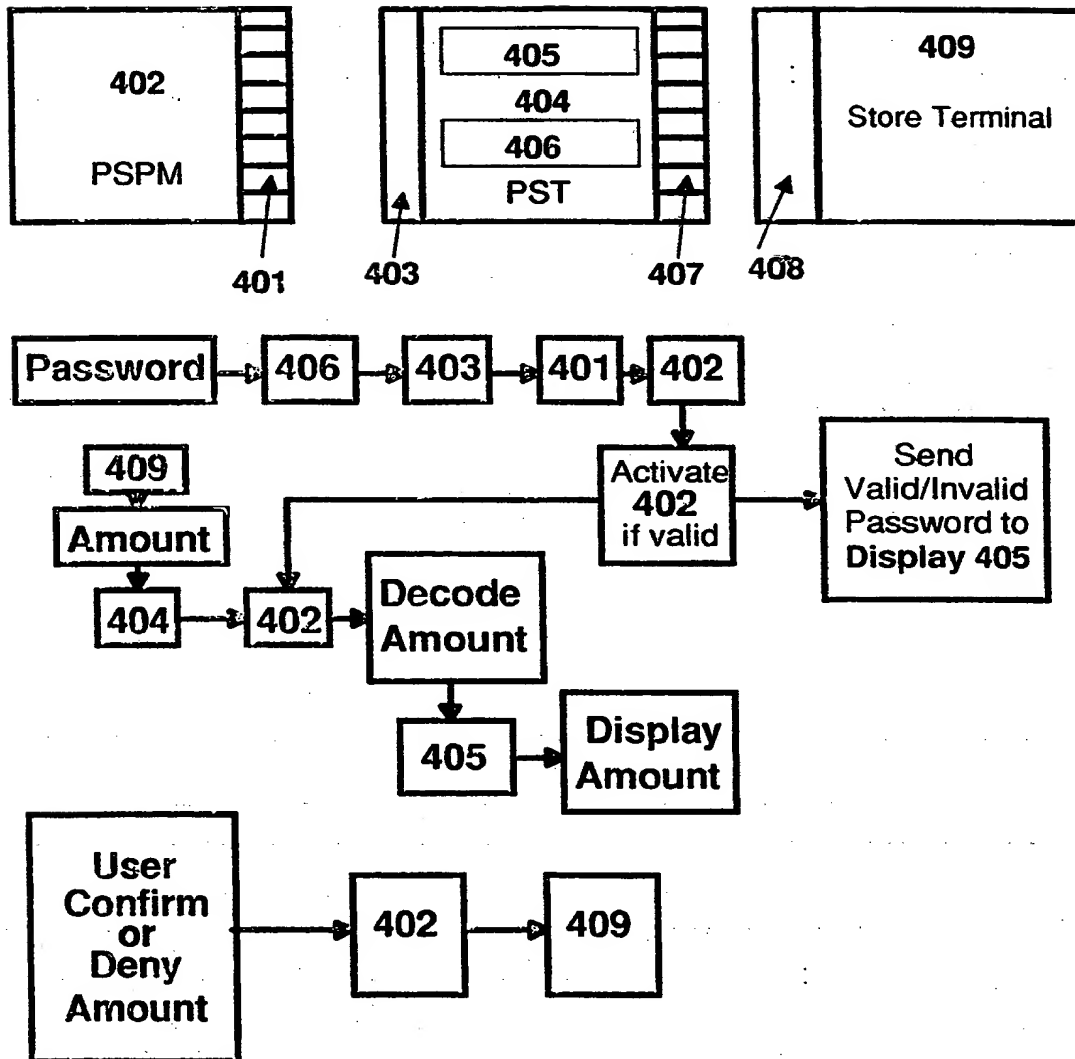 402
PSPM
401
405
404
406
PST
403
407
409
Store Terminal
408
Password
406
403
401
402
Activate
402
if valid
Send
Valid/Invalid
Password to
Display 405
409
Amount
404
402
Decode
Amount
405
Display
Amount
User
Confirm
or
Deny
Amount
402
409